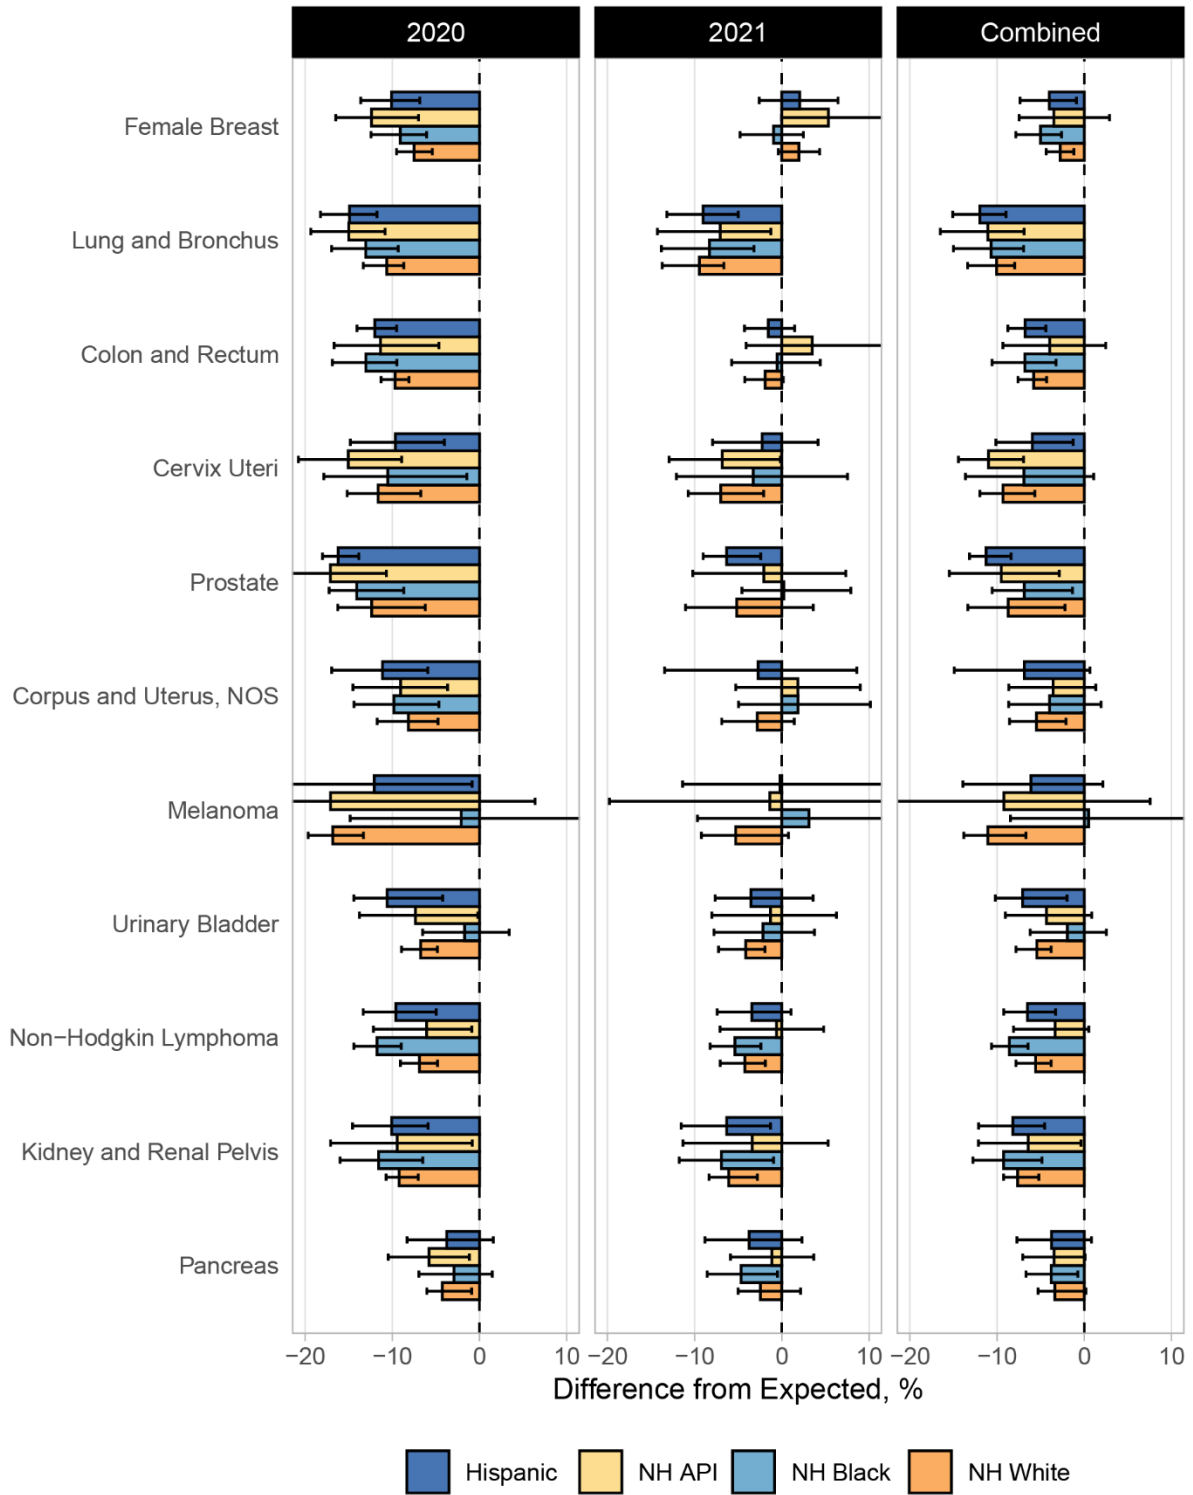 2020 2021 Combined
Female Breast
Lung and Bronchus
Colon and Rectum
Cervix Uteri
Prostate
Corpus and Uterus, NOS
Melanoma
Urinary Bladder
Non−Hodgkin Lymphoma
Kidney and Renal Pelvis
Pancreas
−20 −10 0 10 −20 −10 0 10 −20 −10 0 10
Difference from Expected, %
Hispanic NH API NH Black NH White